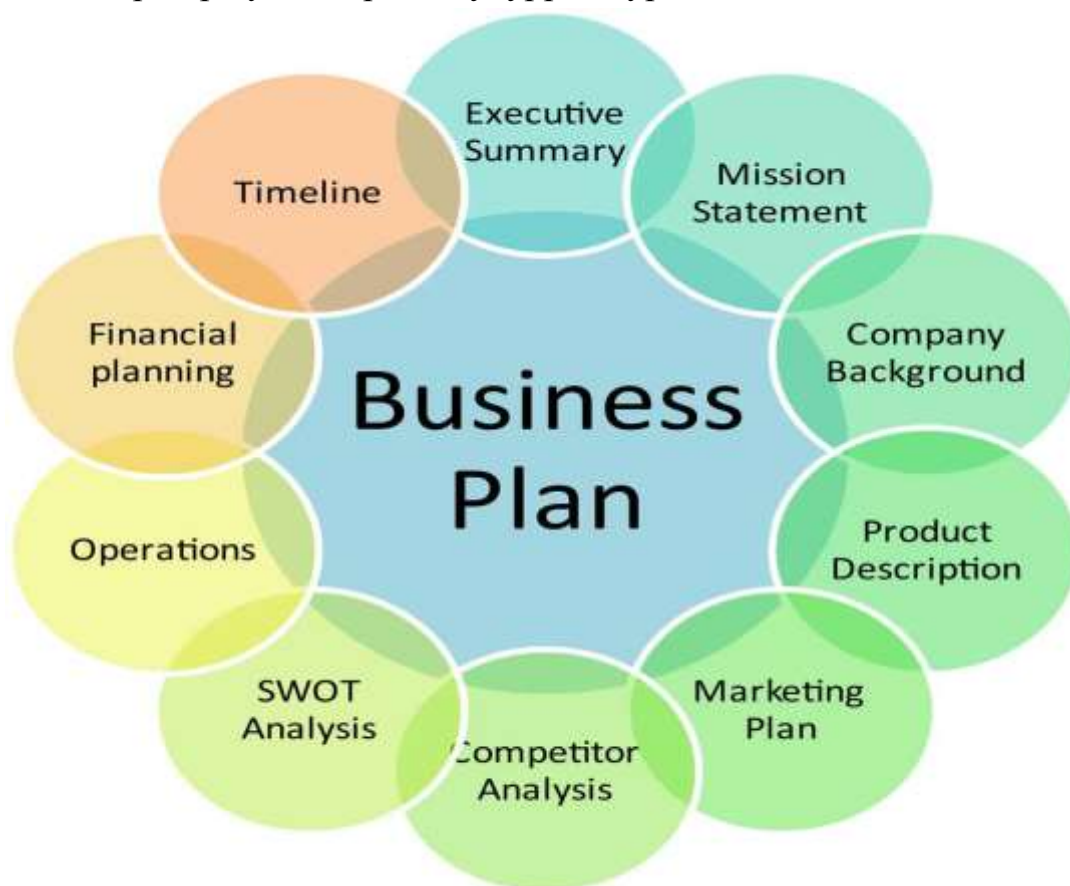 Business
Plan
Executive
Summary
Mission
Statement
Company
Background
Product
Description
Marketing
Plan
Competitor
Analysis
SWOT
Analysis
Operations
Financial
planning
Timeline